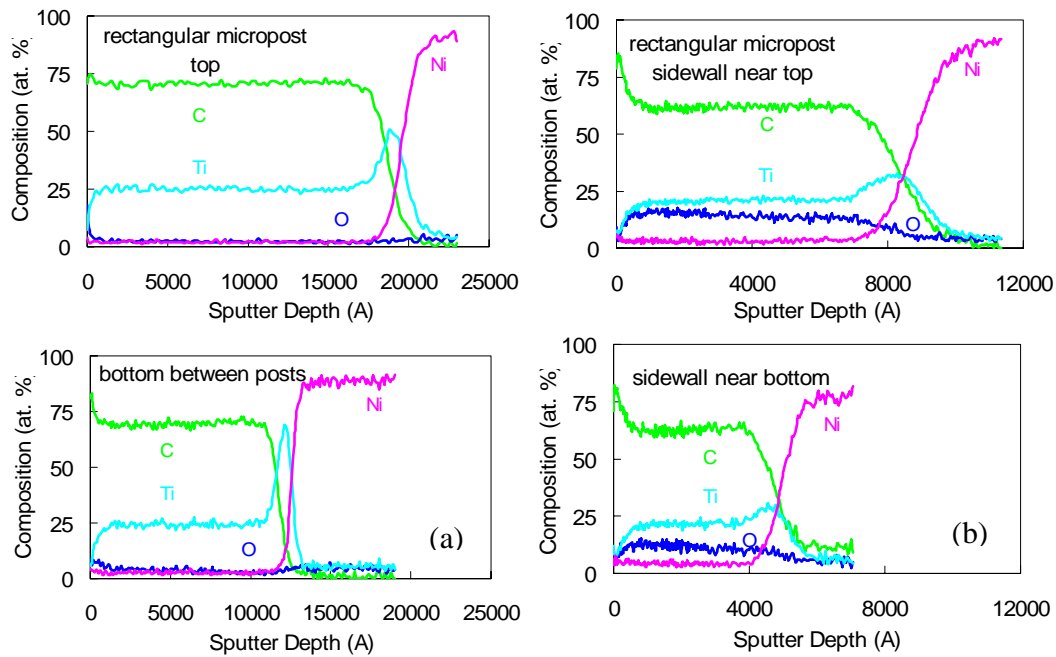 100
75
50
25
0
Composition (at. %)
rectangular micropost
top
Ni
C
Ti
O
0 5000 10000 15000 20000 25000
Sputter Depth (A)
100
75
50
25
0
Composition (at. %)
rectangular micropost
sidewall near top
Ni
C
Ti
O
0 4000 8000 12000
Sputter Depth (A)
100
75
50
25
0
Composition (at. %)
bottom between posts
Ni
C
Ti
O
(a)
0 5000 10000 15000 20000 25000
Sputter Depth (A)
100
75
50
25
0
Composition (at. %)
sidewall near bottom
Ni
C
Ti
O
(b)
0 4000 8000 12000
Sputter Depth (A)